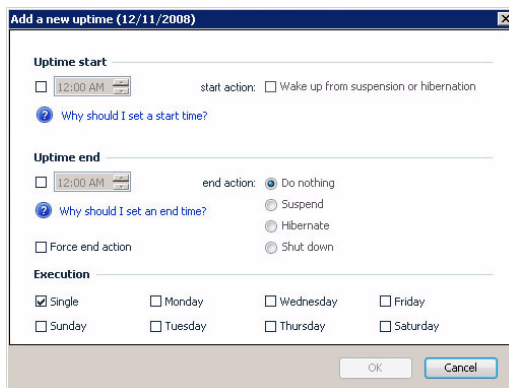 Add a new uptime (12/11/2008)
Uptime start
12:00 AM start action: Wake up from suspension or hibernation
? Why should I set a start time?
Uptime end
12:00 AM end action: Do nothing
? Why should I set an end time? Suspend
Hibernate
Force end action Shut down
Execution
Single Monday Wednesday Friday
Sunday Tuesday Thursday Saturday
OK Cancel